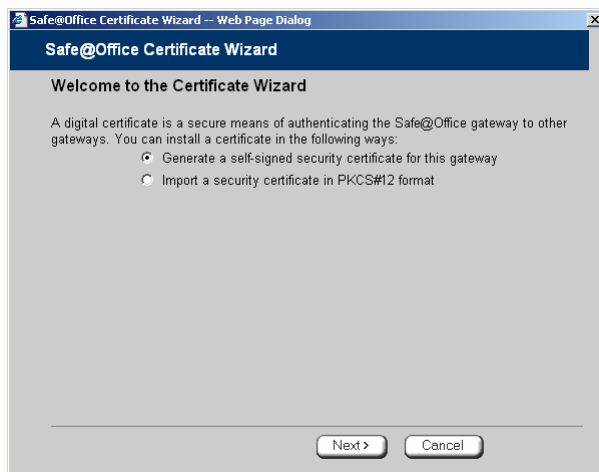 Safe@Office Certificate Wizard -- Web Page Dialog
Safe@Office Certificate Wizard
Welcome to the Certificate Wizard
A digital certificate is a secure means of authenticating the Safe@Office gateway to other
gateways. You can install a certificate in the following ways:
Generate a self-signed security certificate for this gateway
Import a security certificate in PKCS#12 format
Next >
Cancel